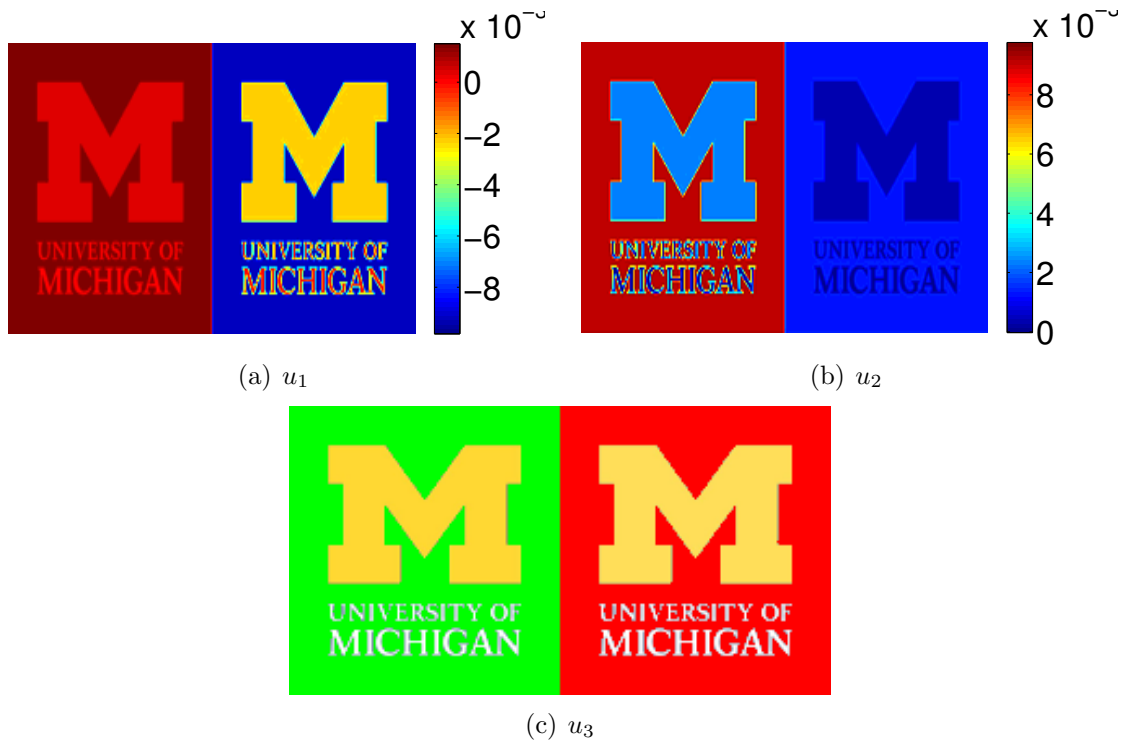 x 10
0
−2
−4
−6
−8
M
UNIVERSITY OF
MICHIGAN
M
UNIVERSITY OF
MICHIGAN
(a) u₁
x 10
8
6
4
2
0
M
UNIVERSITY OF
MICHIGAN
M
UNIVERSITY OF
MICHIGAN
(b) u₂
M
UNIVERSITY OF
MICHIGAN
M
UNIVERSITY OF
MICHIGAN
(c) u₃